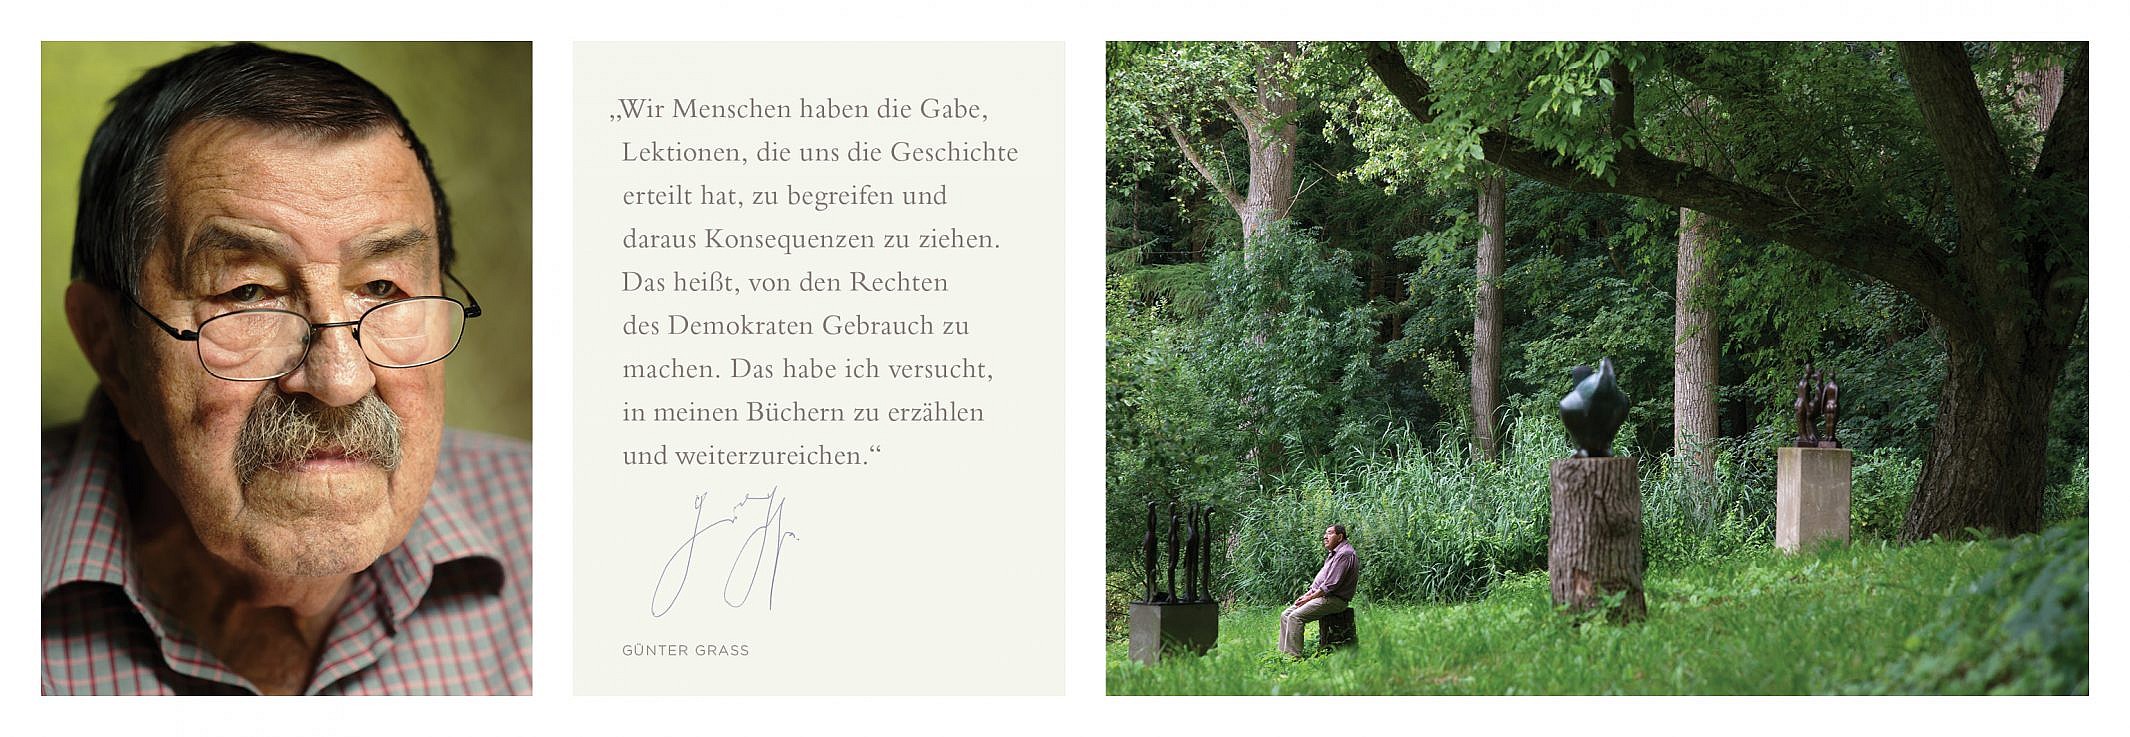 „Wir Menschen haben die Gabe,
Lektionen, die uns die Geschichte
erteilt hat, zu begreifen und
daraus Konsequenzen zu ziehen.
Das heißt, von den Rechten
des Demokraten Gebrauch zu
machen. Das habe ich versucht,
in meinen Büchern zu erzählen
und weiterzureichen.“
GÜNTER GRASS